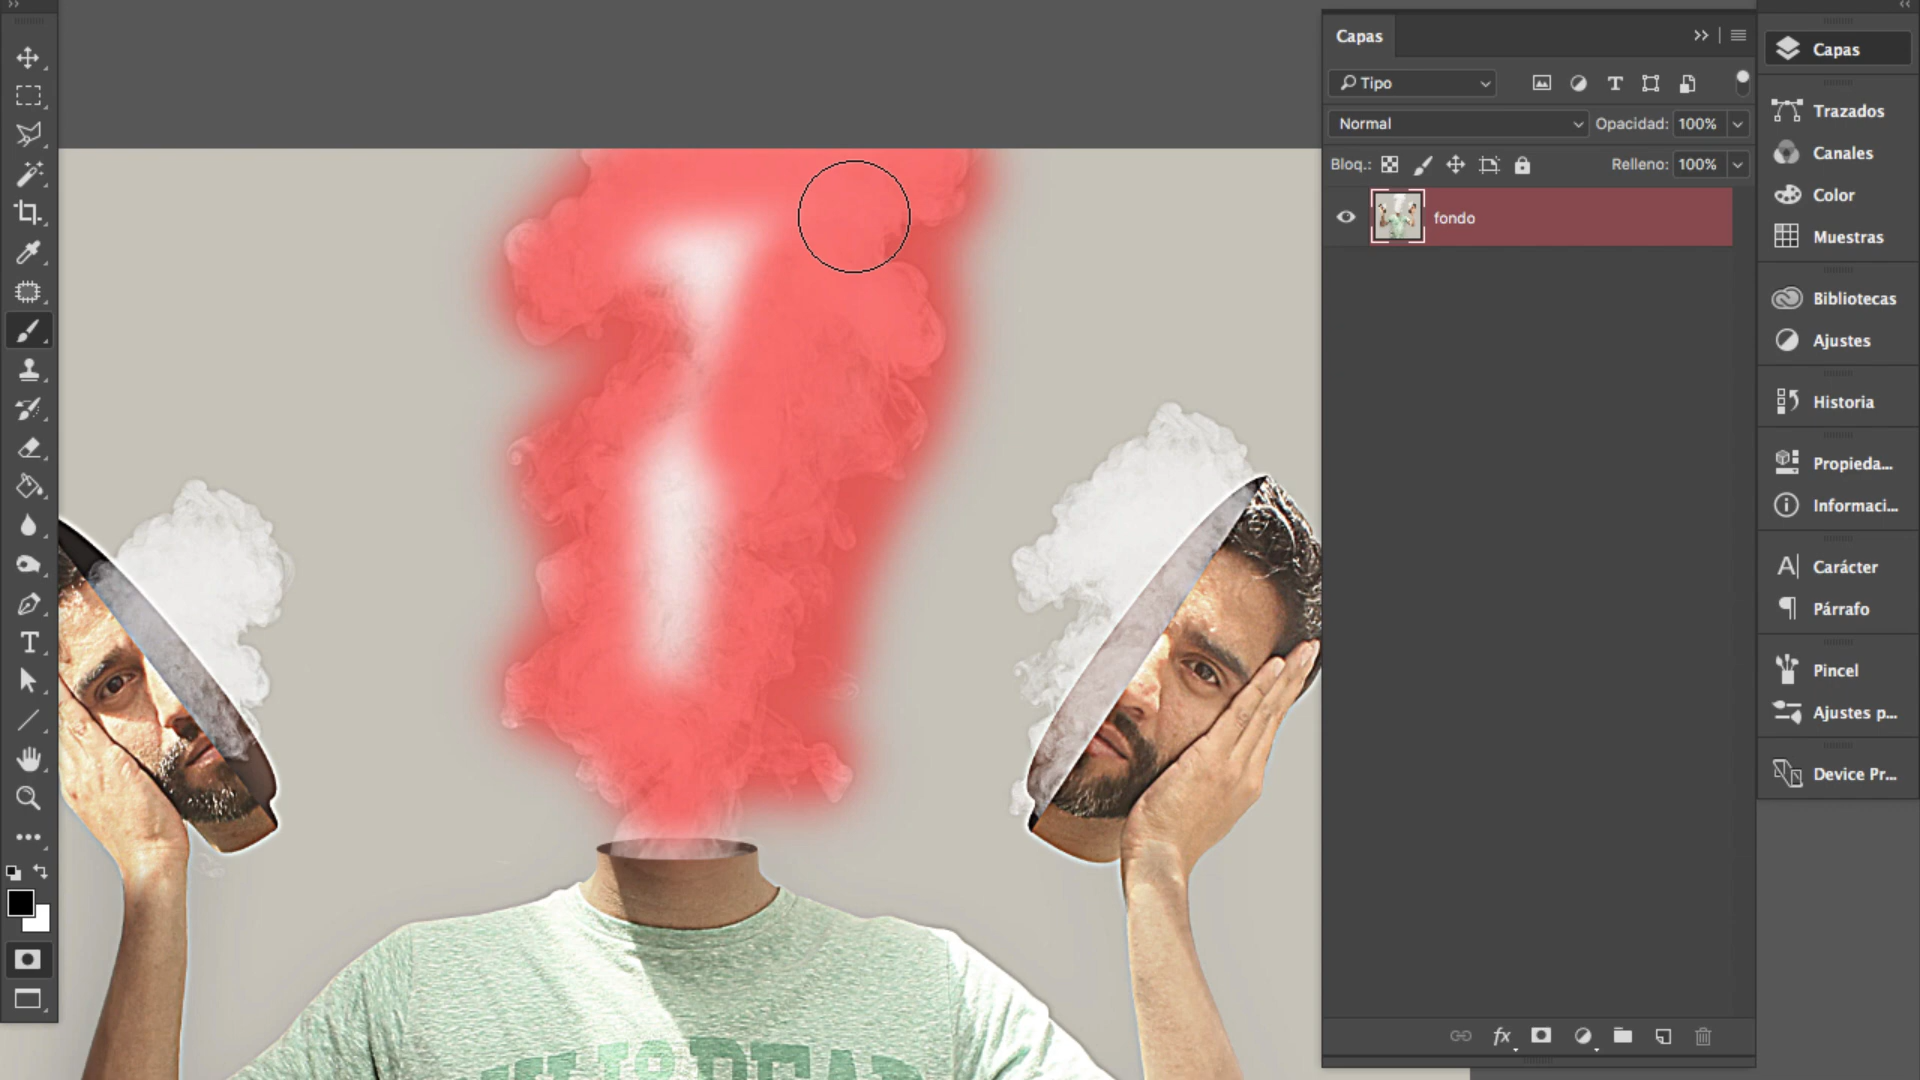 Capas
Tipo
Normal
Opacidad: 100%
Bloq.:
Relleno: 100%
fondo
fx
Capas
Trazados
Canales
Color
Muestras
Bibliotecas
Ajustes
Historia
Propieda...
Informaci...
Carácter
Párrafo
Pincel
Ajustes p...
Device Pr...